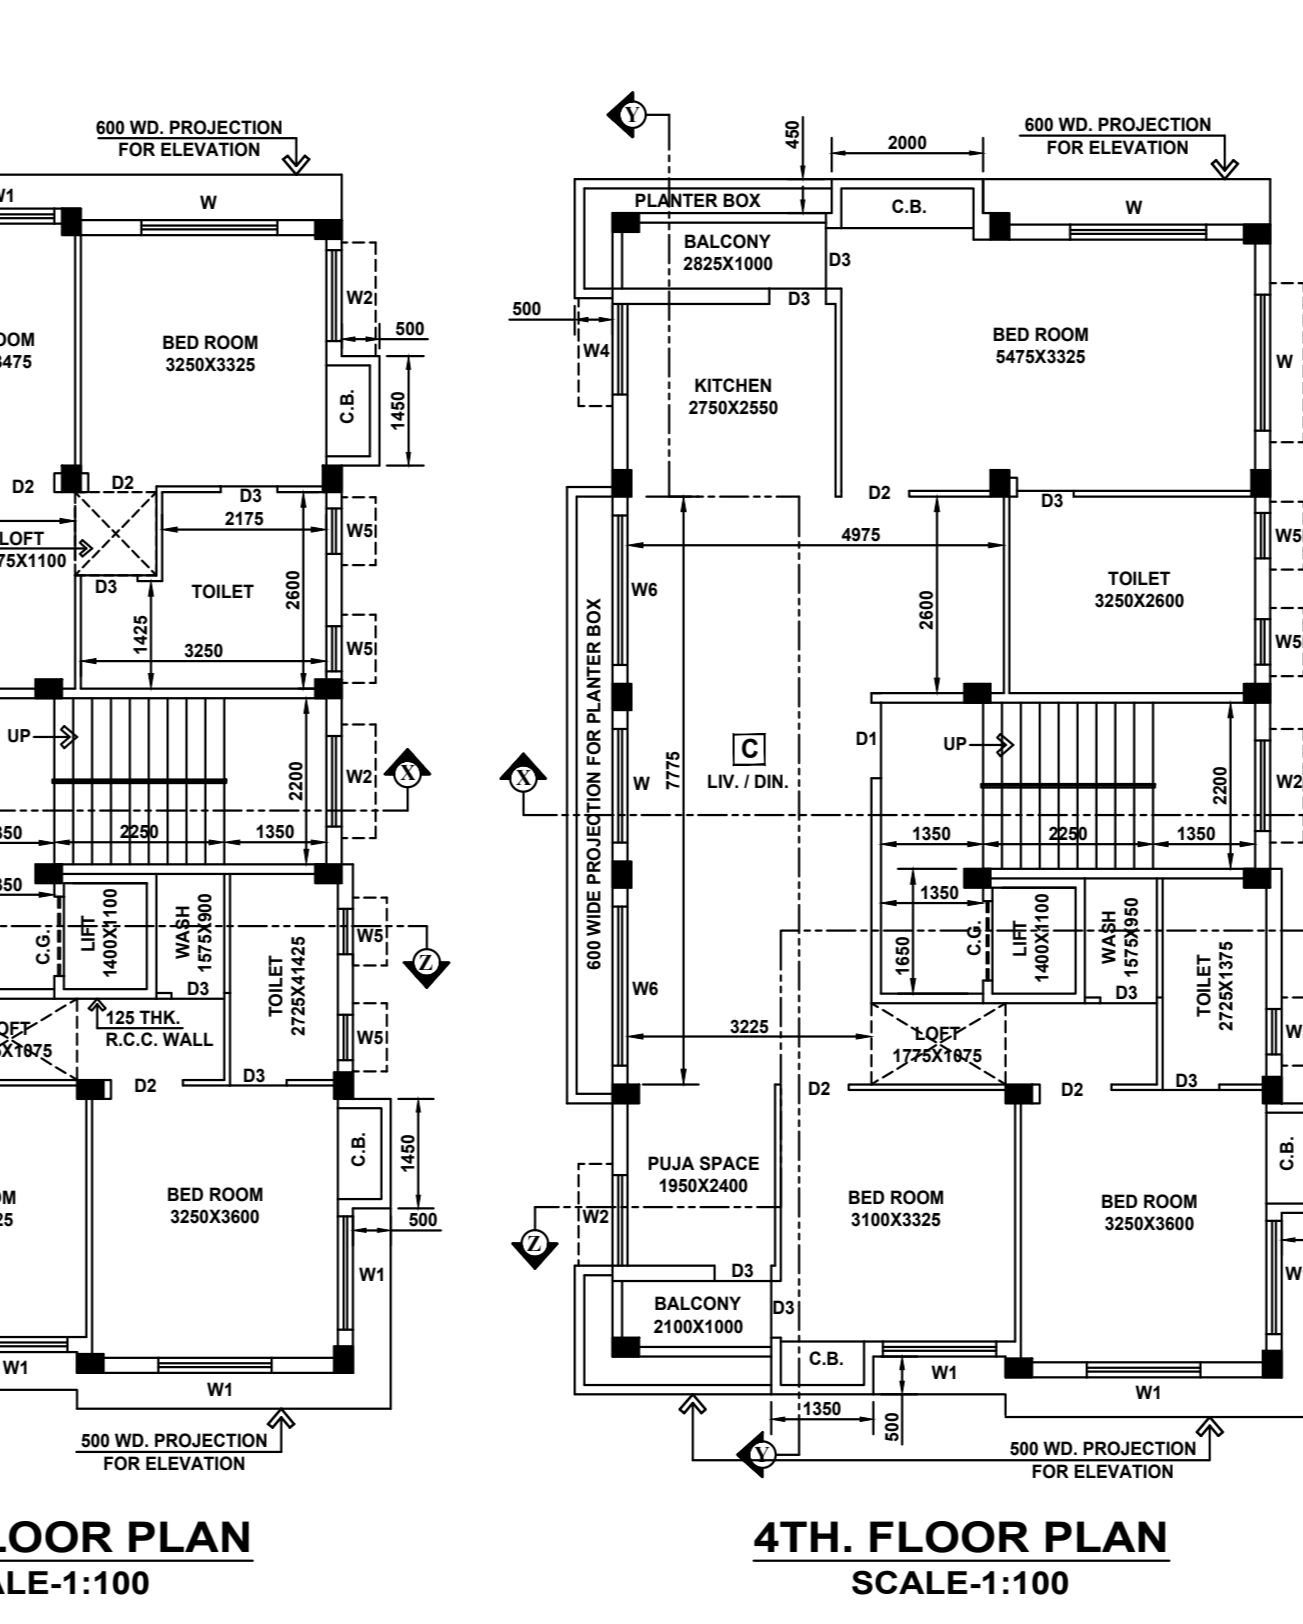 600 WD. PROJECTION
FOR ELEVATION
W
W2
500
BED ROOM
3250X3325
C.B.
1450
D2
D2
D3
2175
W5
LOFT
75X1100
D3
TOILET
2600
1425
W5
3250
UP
2200
W2
X
2250
1350
C.G.
LIFT
1400X1100
WASH
1575X900
D3
TOILET
2725X41425
W5
Z
125 THK.
R.C.C. WALL
W5
D2
D3
C.B.
1450
BED ROOM
3250X3600
500
W1
W1
W1
500 WD. PROJECTION
FOR ELEVATION
LOOR PLAN
ALE-1:100
Y
450
2000
600 WD. PROJECTION
FOR ELEVATION
PLANTER BOX
C.B.
W
BALCONY
2825X1000
D3
D3
500
W4
BED ROOM
5475X3325
W
KITCHEN
2750X2550
D2
D3
4975
W5
W6
TOILET
3250X2600
2600
W5
600 WIDE PROJECTION FOR PLANTER BOX
7775
D1
UP
C
LIV. / DIN.
X
W
2200
W2
1350
2250
1350
1350
1650
C.G.
LIFT
1400X1100
WASH
1575X950
D3
TOILET
2725X1375
W6
3225
LOFT
1775X1075
D2
D2
D3
PUJA SPACE
1950X2400
W2
Z
BED ROOM
3100X3325
BED ROOM
3250X3600
C.B.
D3
BALCONY
2100X1000
D3
C.B.
W1
W1
1350
500
Y
500 WD. PROJECTION
FOR ELEVATION
4TH. FLOOR PLAN
SCALE-1:100